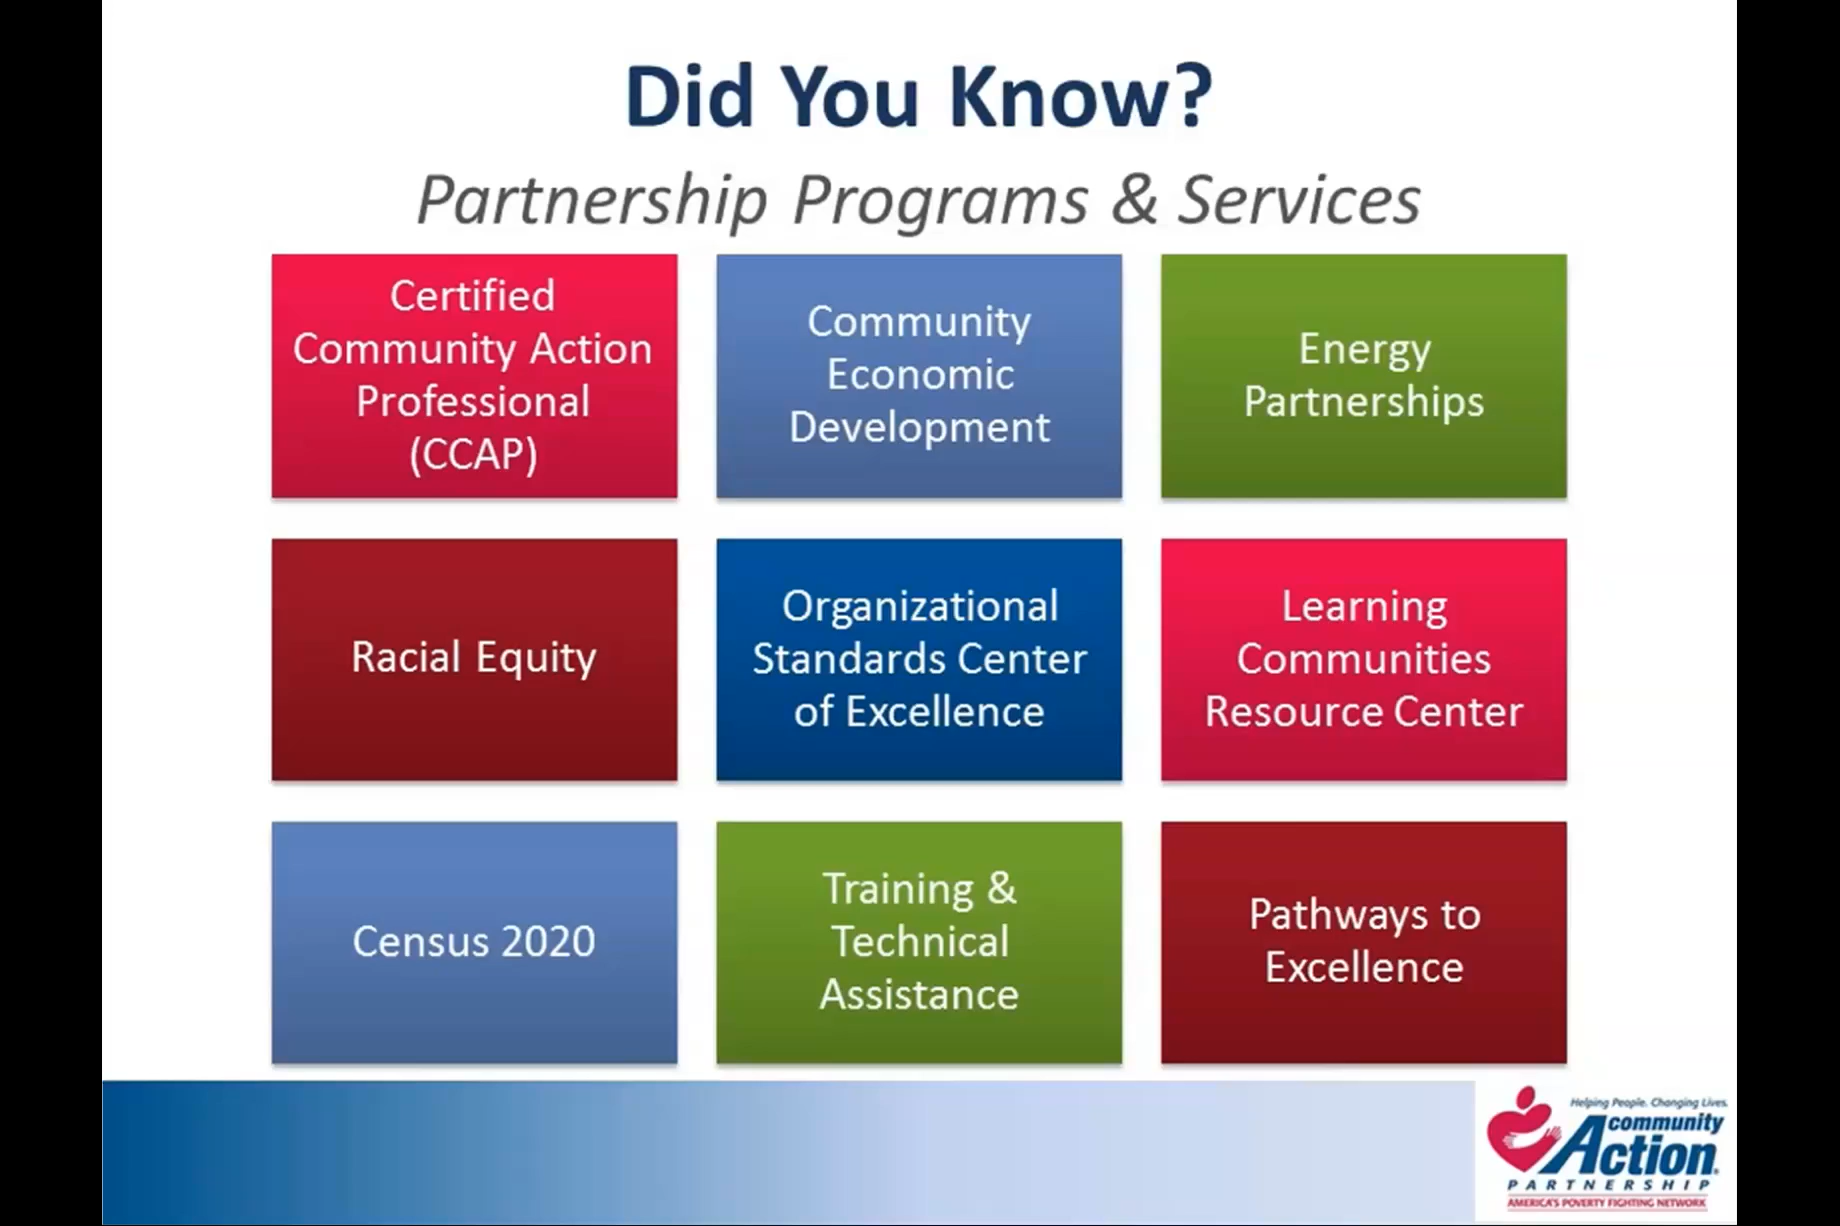 Did You Know?
Partnership Programs & Services
Certified
Community Action
Professional
(CCAP)
Community
Economic
Development
Energy
Partnerships
Racial Equity
Organizational
Standards Center
of Excellence
Learning
Communities
Resource Center
Census 2020
Training &
Technical
Assistance
Pathways to
Excellence
Helping People. Changing Lives.
community
Action
PARTNERSHIP
AMERICA'S POVERTY FIGHTING NETWORK